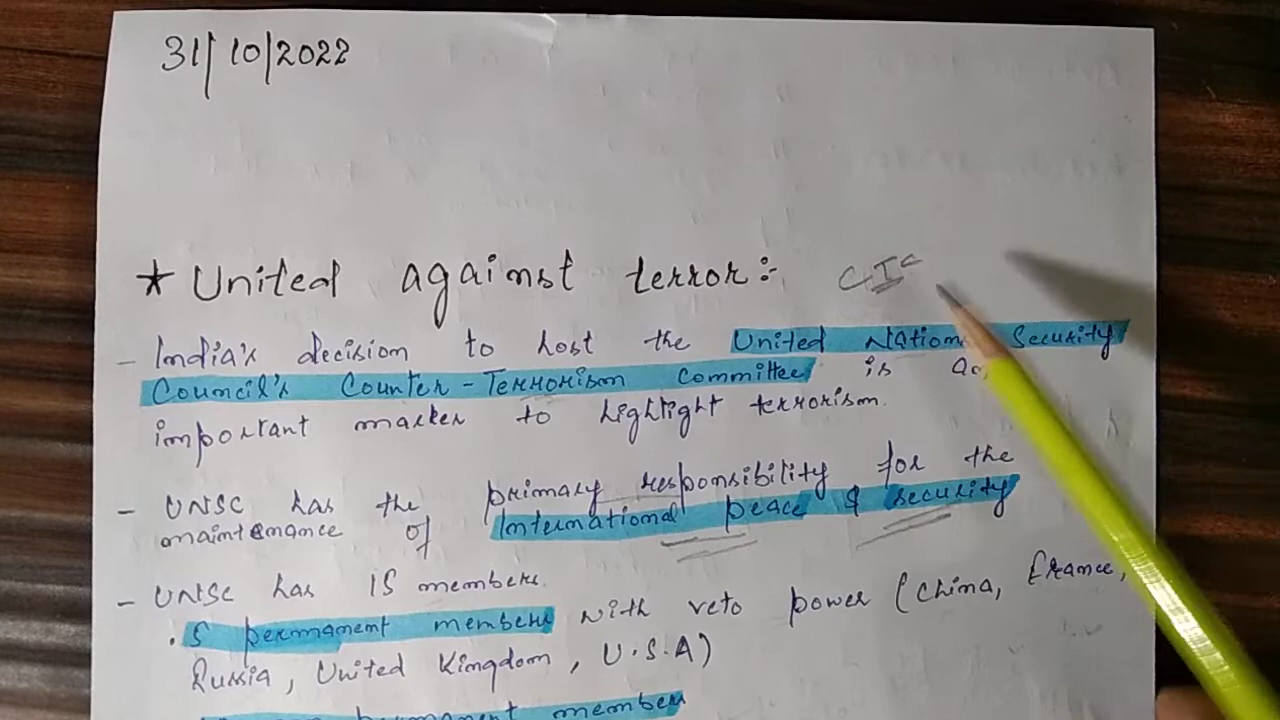 31/10/2022
★ United against terror:- CIC
- India's decision to host the United Nations Security
Council's Counter-Terrorism Committee is an
important marker to highlight terrorism.
- UNSC has the primary responsibility for the
maintenance of International peace & security
- UNSC has 15 members.
. 5 permanent members with veto power (China, France,
Russia, United Kingdom, U.S.A)
permanent members